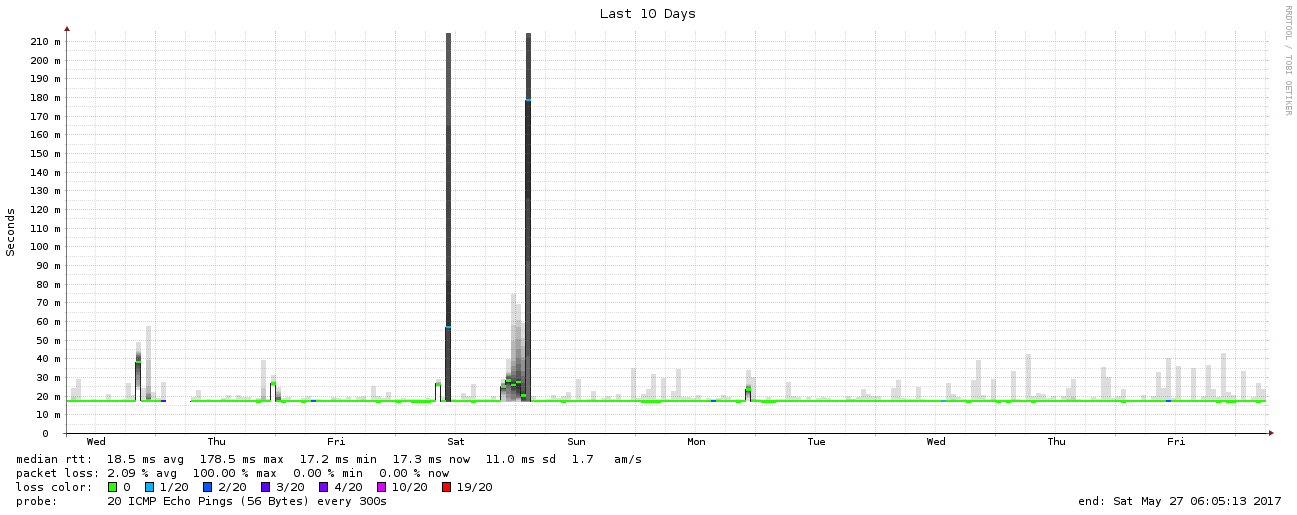 Last 10 Days
RRDTOOL / TOBI OETIKER
Seconds
210 m
200 m
190 m
180 m
170 m
160 m
150 m
140 m
130 m
120 m
110 m
100 m
90 m
80 m
70 m
60 m
50 m
40 m
30 m
20 m
10 m
0
Wed Thu Fri Sat Sun Mon Tue Wed Thu Fri
median rtt: 18.5 ms avg 178.5 ms max 17.2 ms min 17.3 ms now 11.0 ms sd 1.7 am/s
packet loss: 2.09 % avg 100.00 % max 0.00 % min 0.00 % now
loss color: 0 1/20 2/20 3/20 4/20 10/20 19/20
probe: 20 ICMP Echo Pings (56 Bytes) every 300s end: Sat May 27 06:05:13 2017